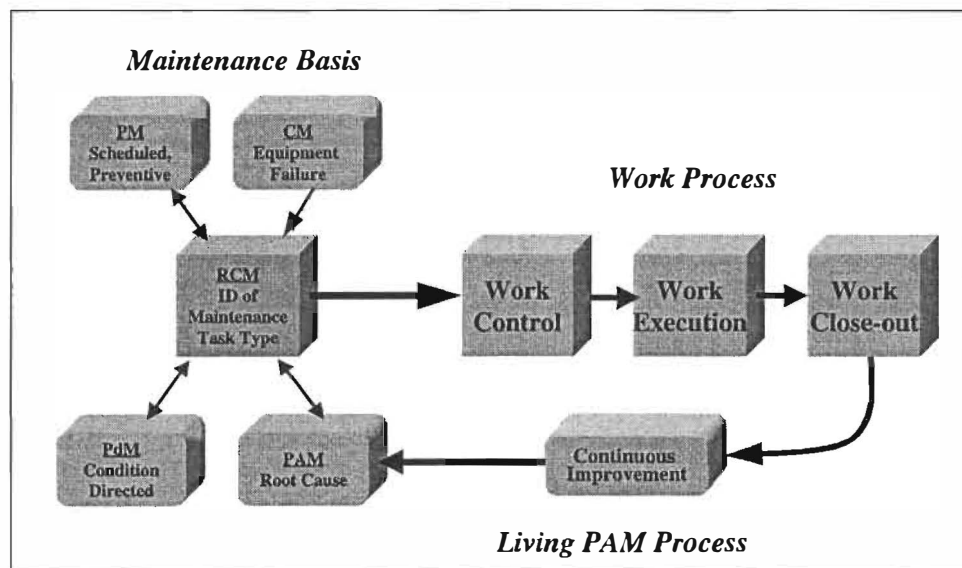 Maintenance Basis
PM
Scheduled,
Preventive
CM
Equipment
Failure
Work Process
RCM
ID of
Maintenance
Task Type
Work
Control
Work
Execution
Work
Close-out
PdM
Condition
Directed
PAM
Root Cause
Continuous
Improvement
Living PAM Process